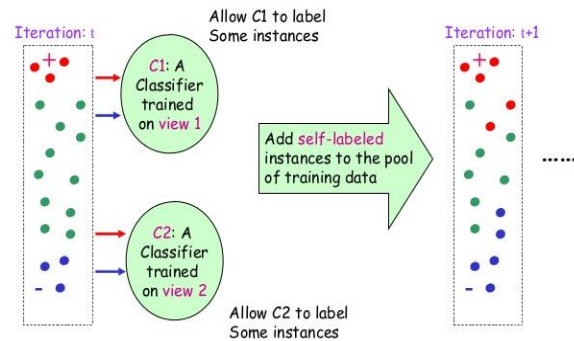 Allow C1 to label
Some instances
Iteration: t
+
-
C1: A
Classifier
trained
on view 1
C2: A
Classifier
trained
on view 2
Allow C2 to label
Some instances
Add self-labeled
instances to the pool
of training data
Iteration: t+1
+
-
......